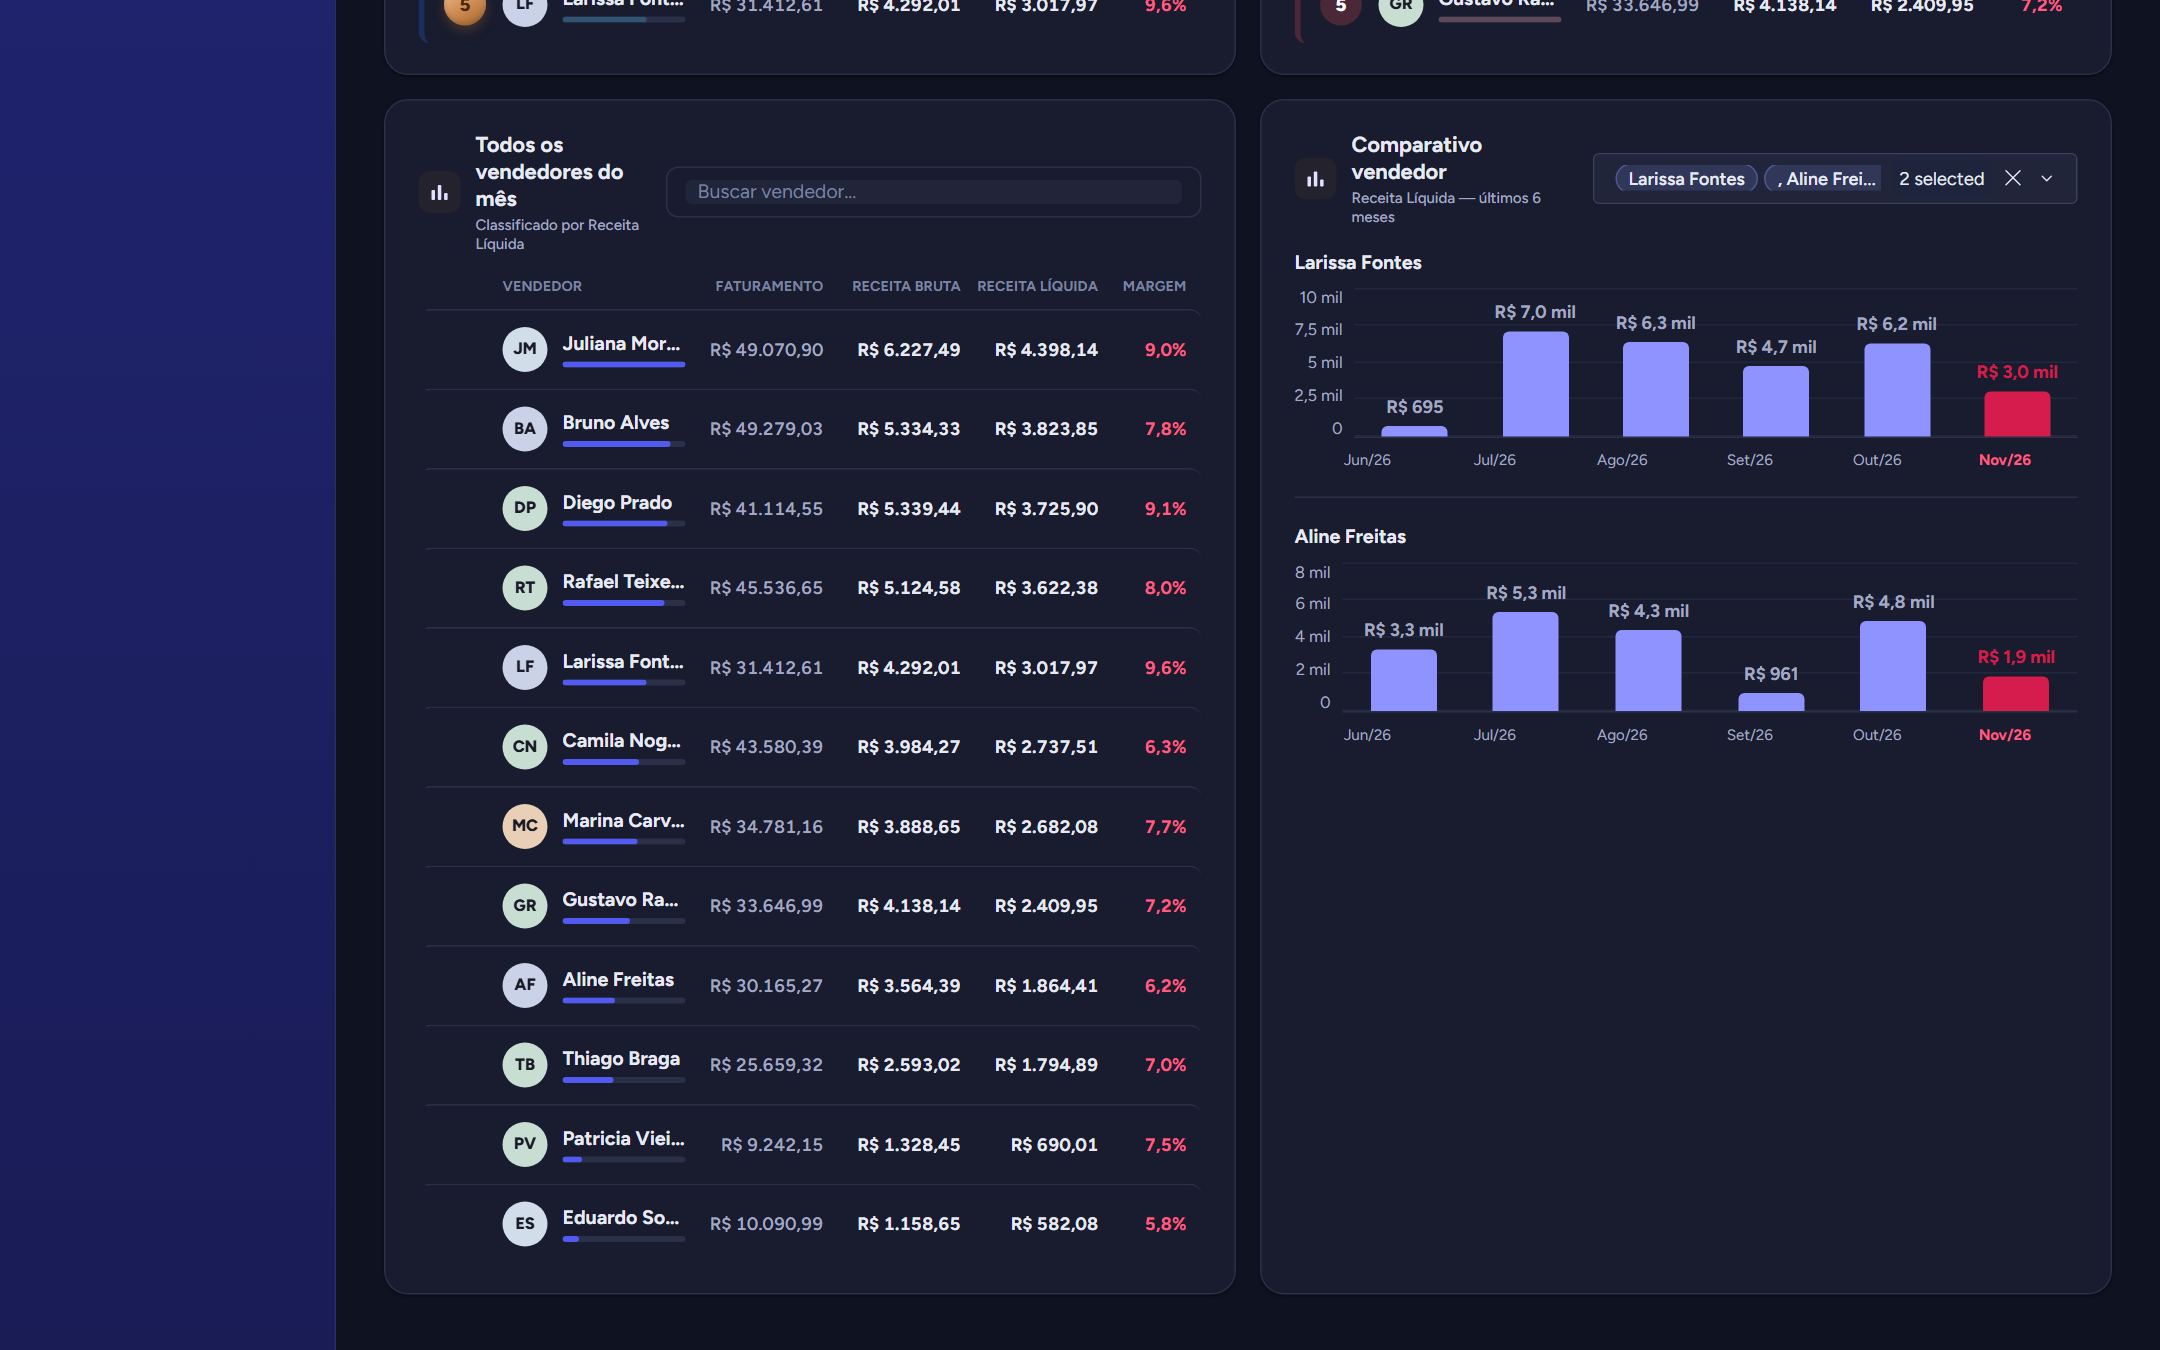 5 LF Larissa Font... R$ 31.412,61 R$ 4.292,01 R$ 3.017,97 9,6%
5 GR Gustavo Ra... R$ 33.646,99 R$ 4.138,14 R$ 2.409,95 7,2%
Todos os
vendedores do
mês
Classificado por Receita
Líquida
Buscar vendedor...
VENDEDOR FATURAMENTO RECEITA BRUTA RECEITA LÍQUIDA MARGEM
JM Juliana Mor... R$ 49.070,90 R$ 6.227,49 R$ 4.398,14 9,0%
BA Bruno Alves R$ 49.279,03 R$ 5.334,33 R$ 3.823,85 7,8%
DP Diego Prado R$ 41.114,55 R$ 5.339,44 R$ 3.725,90 9,1%
RT Rafael Teixe... R$ 45.536,65 R$ 5.124,58 R$ 3.622,38 8,0%
LF Larissa Font... R$ 31.412,61 R$ 4.292,01 R$ 3.017,97 9,6%
CN Camila Nog... R$ 43.580,39 R$ 3.984,27 R$ 2.737,51 6,3%
MC Marina Carv... R$ 34.781,16 R$ 3.888,65 R$ 2.682,08 7,7%
GR Gustavo Ra... R$ 33.646,99 R$ 4.138,14 R$ 2.409,95 7,2%
AF Aline Freitas R$ 30.165,27 R$ 3.564,39 R$ 1.864,41 6,2%
TB Thiago Braga R$ 25.659,32 R$ 2.593,02 R$ 1.794,89 7,0%
PV Patricia Viei... R$ 9.242,15 R$ 1.328,45 R$ 690,01 7,5%
ES Eduardo So... R$ 10.090,99 R$ 1.158,65 R$ 582,08 5,8%
Comparativo
vendedor
Receita Líquida — últimos 6
meses
Larissa Fontes , Aline Frei... 2 selected
Larissa Fontes
10 mil
7,5 mil
5 mil
2,5 mil
0
R$ 695 R$ 7,0 mil R$ 6,3 mil R$ 4,7 mil R$ 6,2 mil R$ 3,0 mil
Jun/26 Jul/26 Ago/26 Set/26 Out/26 Nov/26
Aline Freitas
8 mil
6 mil
4 mil
2 mil
0
R$ 3,3 mil R$ 5,3 mil R$ 4,3 mil R$ 961 R$ 4,8 mil R$ 1,9 mil
Jun/26 Jul/26 Ago/26 Set/26 Out/26 Nov/26